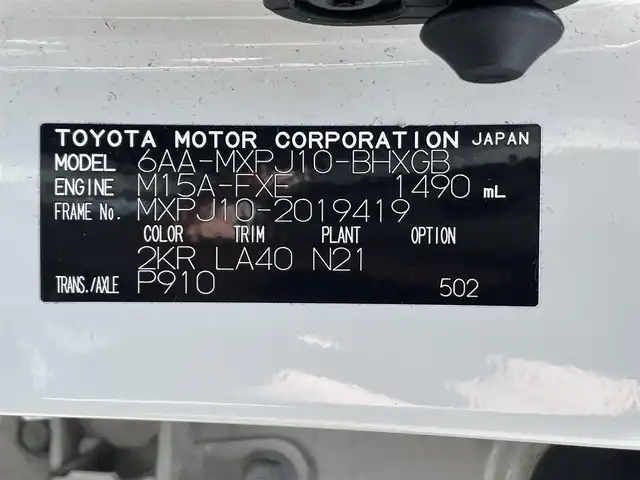 TOYOTA MOTOR CORPORATION JAPAN
MODEL 6AA-MXPJ10-BHXGB
ENGINE M15A-FXE 1490 mL
FRAME No. MXPJ10-2019419
COLOR TRIM PLANT OPTION
2KR LA40 N21
TRANS./AXLE P910 502